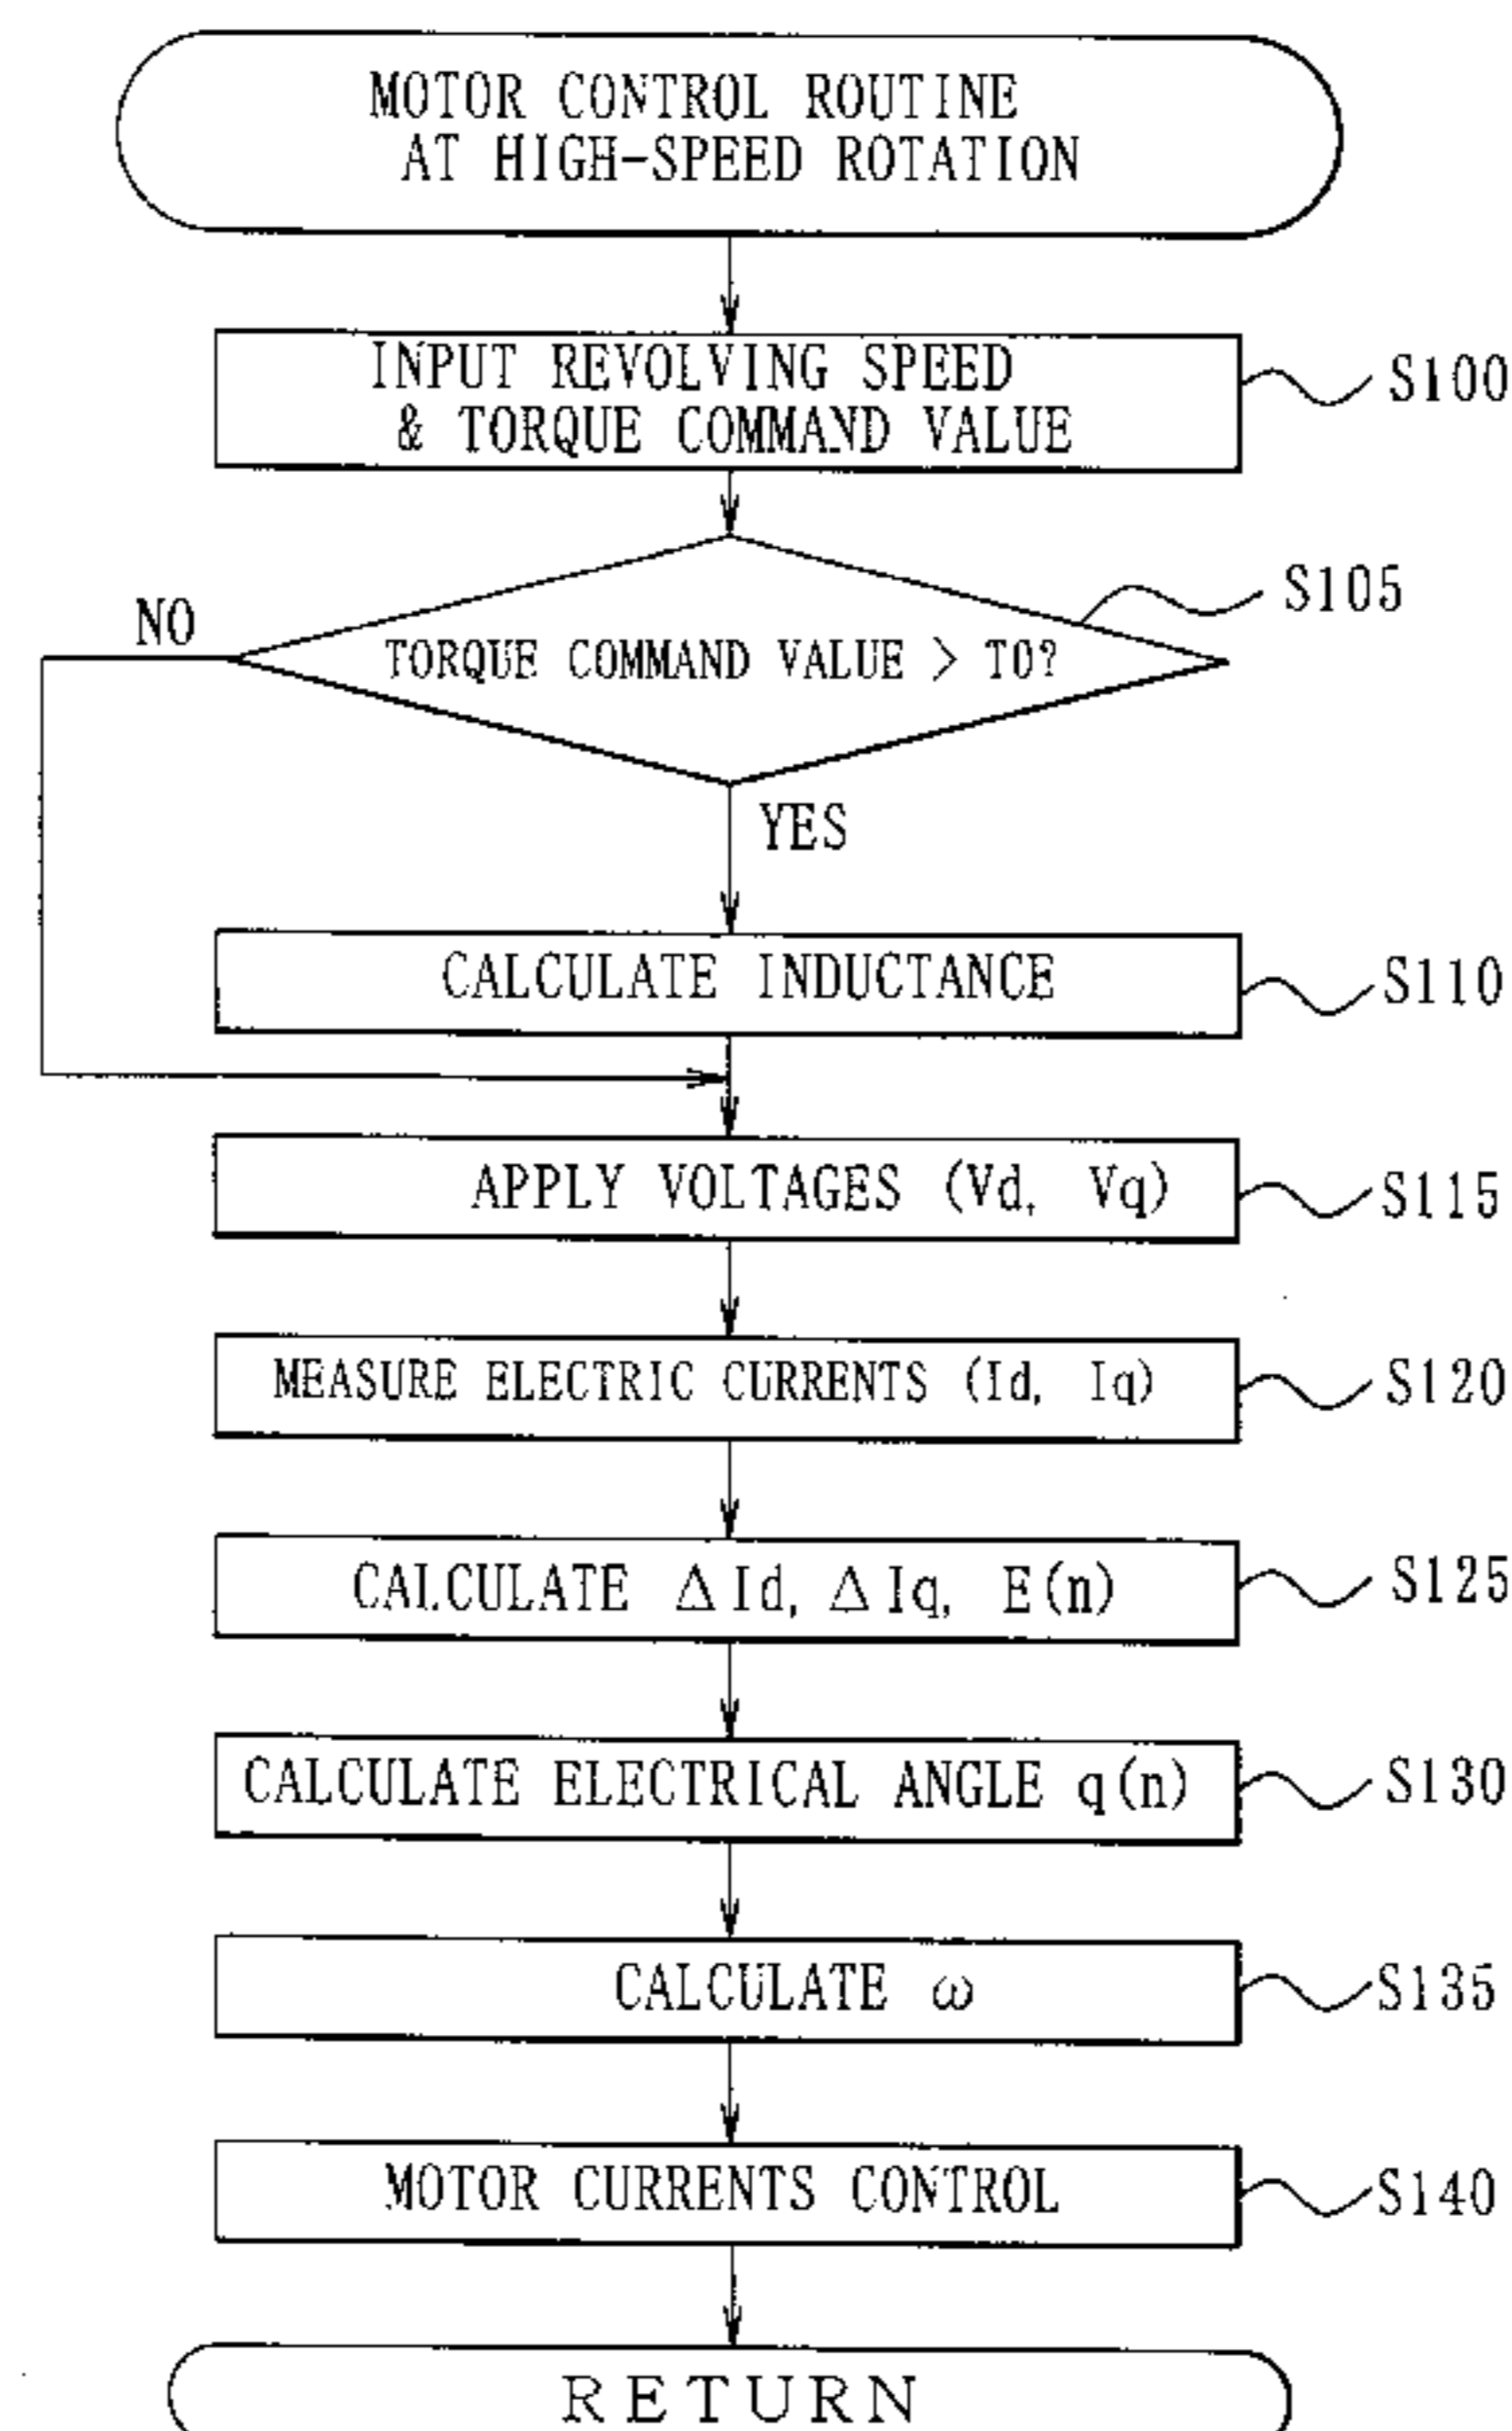 MOTOR CONTROL ROUTINE
AT HIGH-SPEED ROTATION
INPUT REVOLVING SPEED
& TORQUE COMMAND VALUE
S100
S105
NO
TORQUE COMMAND VALUE > T0?
YES
CALCULATE INDUCTANCE
S110
APPLY VOLTAGES (Vd, Vq)
S115
MEASURE ELECTRIC CURRENTS (Id, Iq)
S120
CALCULATE ΔId, ΔIq, E(n)
S125
CALCULATE ELECTRICAL ANGLE q(n)
S130
CALCULATE ω
S135
MOTOR CURRENTS CONTROL
S140
RETURN